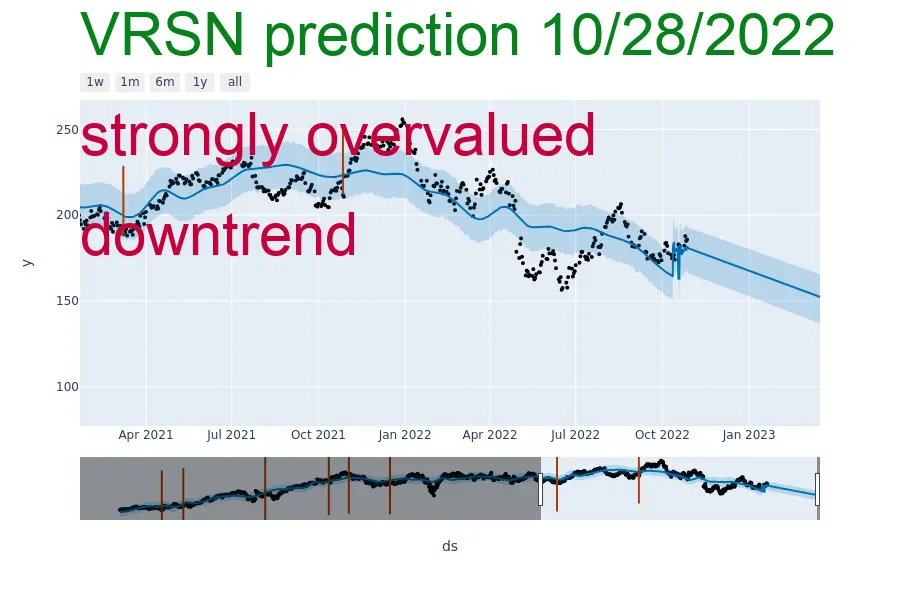 VRSN prediction 10/28/2022
1w 1m 6m 1y all
strongly overvalued
downtrend
250
200
150
100
y
Apr 2021 Jul 2021 Oct 2021 Jan 2022 Apr 2022 Jul 2022 Oct 2022 Jan 2023
ds